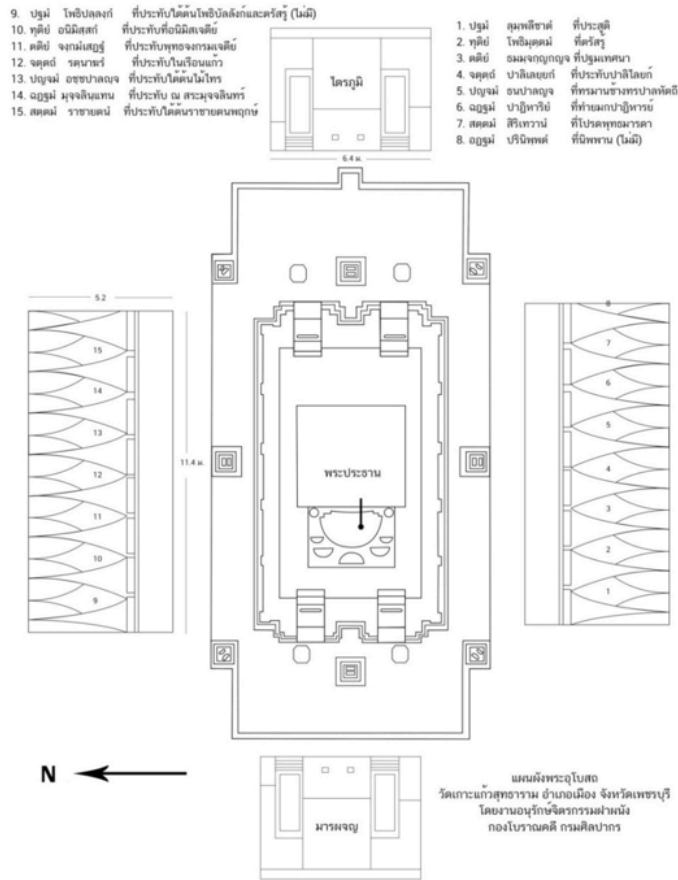 9. ปฐมํ โพธิปลฺลงฺกํ ที่ประทับใต้ต้นโพธิบัลลังก์และตรัสรู้ (ไม่มี)
10. ทุติยํ อนิมิสฺสกํ ที่ประทับที่อนิมิสเจดีย์
11. ตติยํ จงฺกมํเสฏฺฐํ ที่ประทับพุทธจงกรมเจดีย์
12. จตุตฺถํ รตนาฆรํ ที่ประทับในเรือนแก้ว
13. ปญฺจมํ อชฺชปาลญฺจ ที่ประทับใต้ต้นไม้ไทร
14. ฉฏฺฐมํ มุจฺจลินฺแทน ที่ประทับ ณ สระมุจจลินทร์
15. สตฺตมํ ราชายตนํ ที่ประทับใต้ต้นราชายตนพฤกษ์
1. ปฐมํ ลุมฺพลีชาตํ ที่ประสูติ
2. ทุติยํ โพธิมุตฺตมํ ที่ตรัสรู้
3. ตติยํ ธมฺมจกฺกญฺจ ที่ปฐมเทศนา
4. จตุตฺถํ ปาลิเลยฺยกํ ที่ประทับปาลิไลยก์
5. ปญฺจมํ ธนปาลญฺจ ที่ทรมานช้างทรปาลหัตถี
6. ฉฏฺฐมํ ปาฏิหาริยํ ที่ทำยมกปาฏิหารย์
7. สตฺตมํ สิริเทวานํ ที่โปรดพุทธมารดา
8. อฏฺฐมํ ปรินิพฺพุตํ ที่นิพพาน (ไม่มี)
ไตรภูมิ
6.4 ม.
5.2
11.4 ม.
15
14
13
12
11
10
9
8
7
6
5
4
3
2
1
พระประธาน
N
มารผจญ
แผนผังพระอุโบสถ
วัดเกาะแก้วสุทธาราม อำเภอเมือง จังหวัดเพชรบุรี
โดยงานอนุรักษ์จิตรกรรมฝาผนัง
กองโบราณคดี กรมศิลปากร